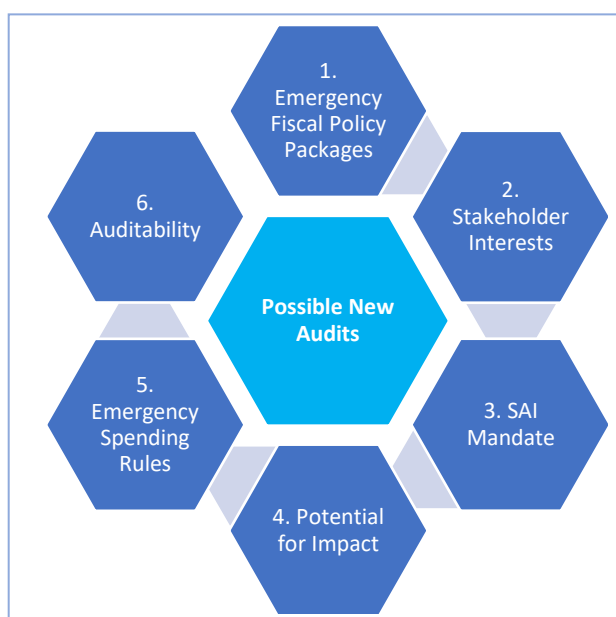 1.
Emergency
Fiscal Policy
Packages
2.
Stakeholder
Interests
3. SAI
Mandate
4. Potential
for Impact
5.
Emergency
Spending
Rules
6.
Auditability
Possible New
Audits